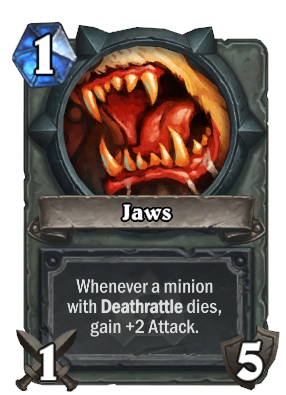 1
Jaws
Whenever a minion
with Deathrattle dies,
gain +2 Attack.
1
5